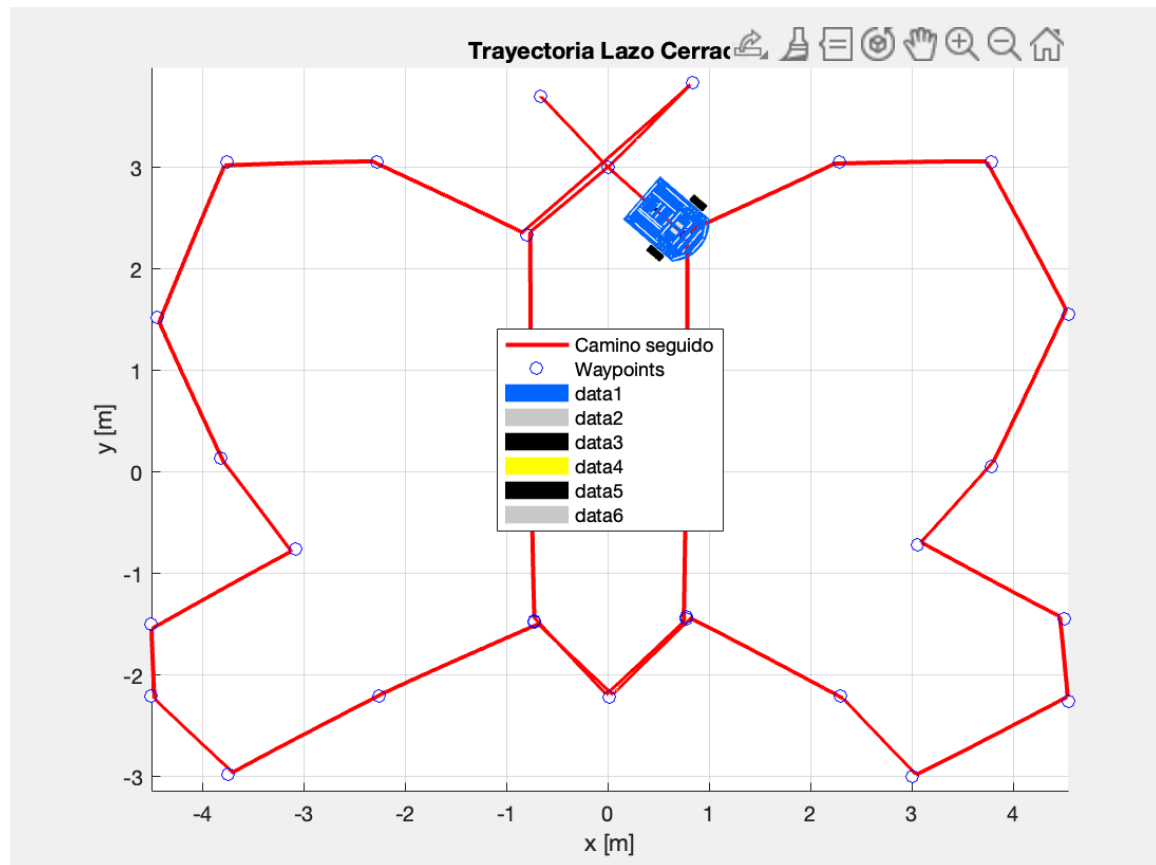 Trayectoria Lazo
3
2
1
0
-1
-2
-3
y [m]
Camino seguido
Waypoints
data1
data2
data3
data4
data5
data6
-4
-3
-2
-1
0
1
2
3
4
x [m]